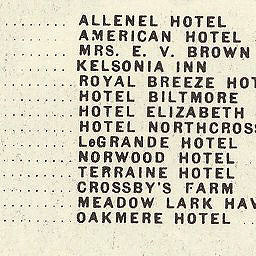 ALLENEL HOTEL
AMERICAN HOTEL
MRS. E. V. BROWN
KELSONIA INN
ROYAL BREEZE HOT
HOTEL BILTMORE
HOTEL ELIZABETH
HOTEL NORTHCROSS
LeGRANDE HOTEL
NORWOOD HOTEL
TERRAINE HOTEL
CROSSBY'S FARM
MEADOW LARK HAV
OAKMERE HOTEL